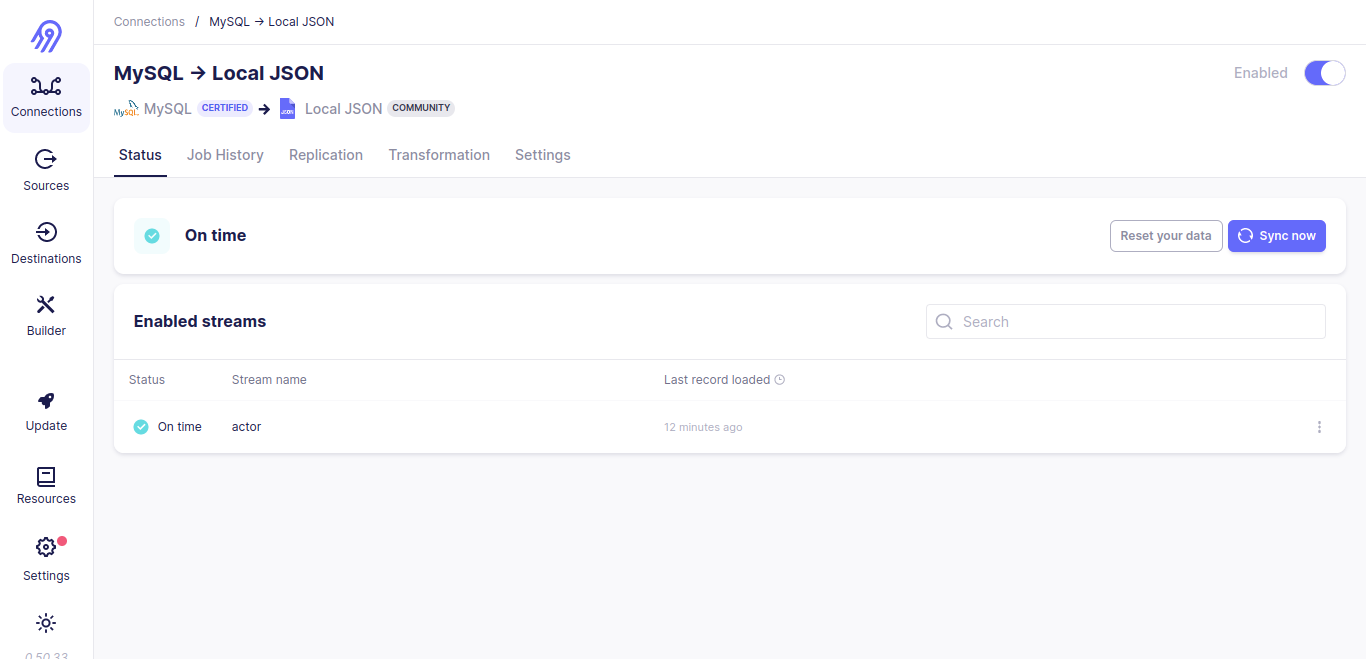 Connections / MySQL → Local JSON
MySQL → Local JSON
Enabled
MySQL CERTIFIED → JSON Local JSON COMMUNITY
Status Job History Replication Transformation Settings
On time
Reset your data
Sync now
Enabled streams
Search
Status Stream name Last record loaded
On time actor 12 minutes ago
Connections
Sources
Destinations
Builder
Update
Resources
Settings
0.50.33